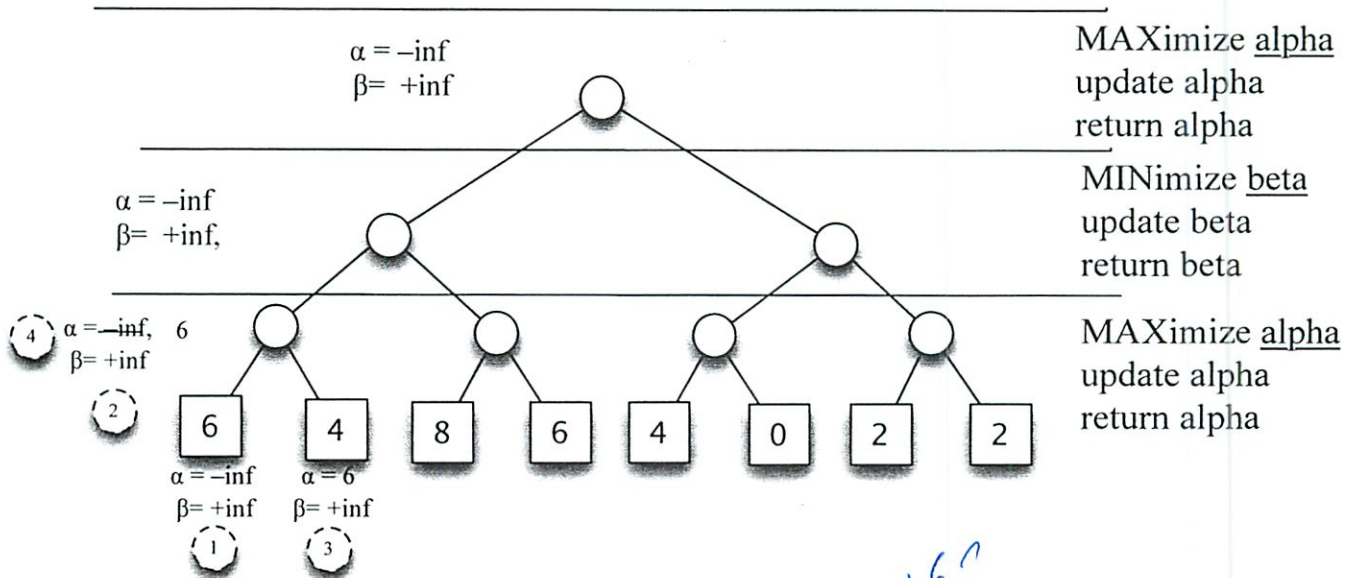 α = –inf
β= +inf
MAXimize alpha
update alpha
return alpha
α = –inf
β= +inf,
MINimize beta
update beta
return beta
4 α =–inf, 6
β= +inf
MAXimize alpha
update alpha
return alpha
2
6 4 8 6 4 0 2 2
α = –inf α = 6
β= +inf β= +inf
1 3